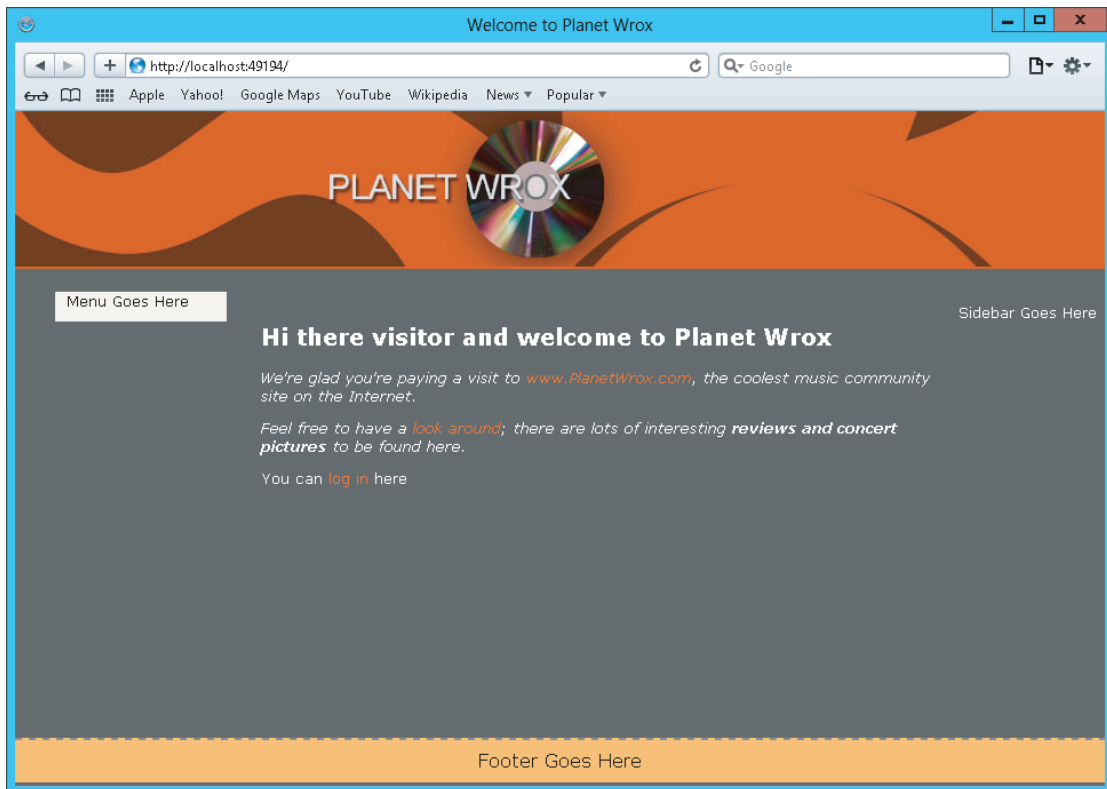 Welcome to Planet Wrox
http://localhost:49194/
Google
Apple Yahoo! Google Maps YouTube Wikipedia News Popular
PLANET WROX
Menu Goes Here
Sidebar Goes Here
Hi there visitor and welcome to Planet Wrox
We're glad you're paying a visit to www.PlanetWrox.com, the coolest music community
site on the Internet.
Feel free to have a look around; there are lots of interesting reviews and concert
pictures to be found here.
You can log in here
Footer Goes Here